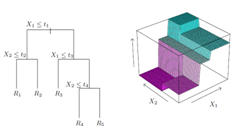 X₁ ≤ t₁
X₂ ≤ t₂
X₁ ≤ t₃
X₂ ≤ t₄
R₁
R₂
R₃
R₄
R₅
X₂
X₁